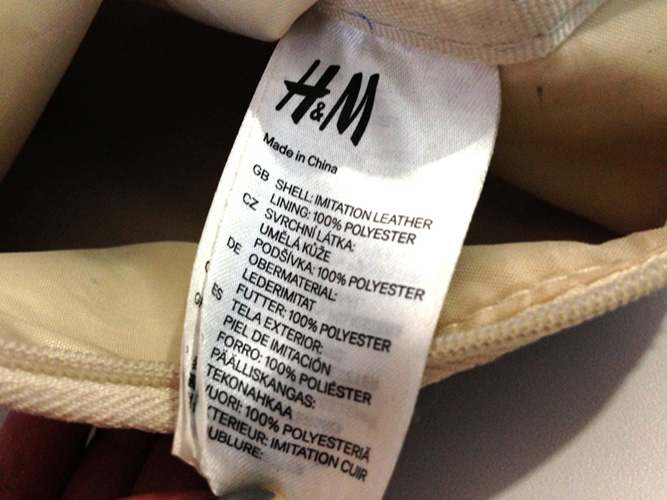 H&M
Made in China
GB SHELL: IMITATION LEATHER
LINING: 100% POLYESTER
CZ SVRCHNÍ LÁTKA:
UMĚLÁ KŮŽE
PODŠÍVKA: 100% POLYESTER
DE OBERMATERIAL:
LEDERIMITAT
FUTTER: 100% POLYESTER
ES TELA EXTERIOR:
PIEL DE IMITACIÓN
FORRO: 100% POLIÉSTER
PÄÄLLISKANGAS:
TEKONAHKAA
VUORI: 100% POLYESTERIÄ
XTERIEUR: IMITATION CUIR
UBLURE: